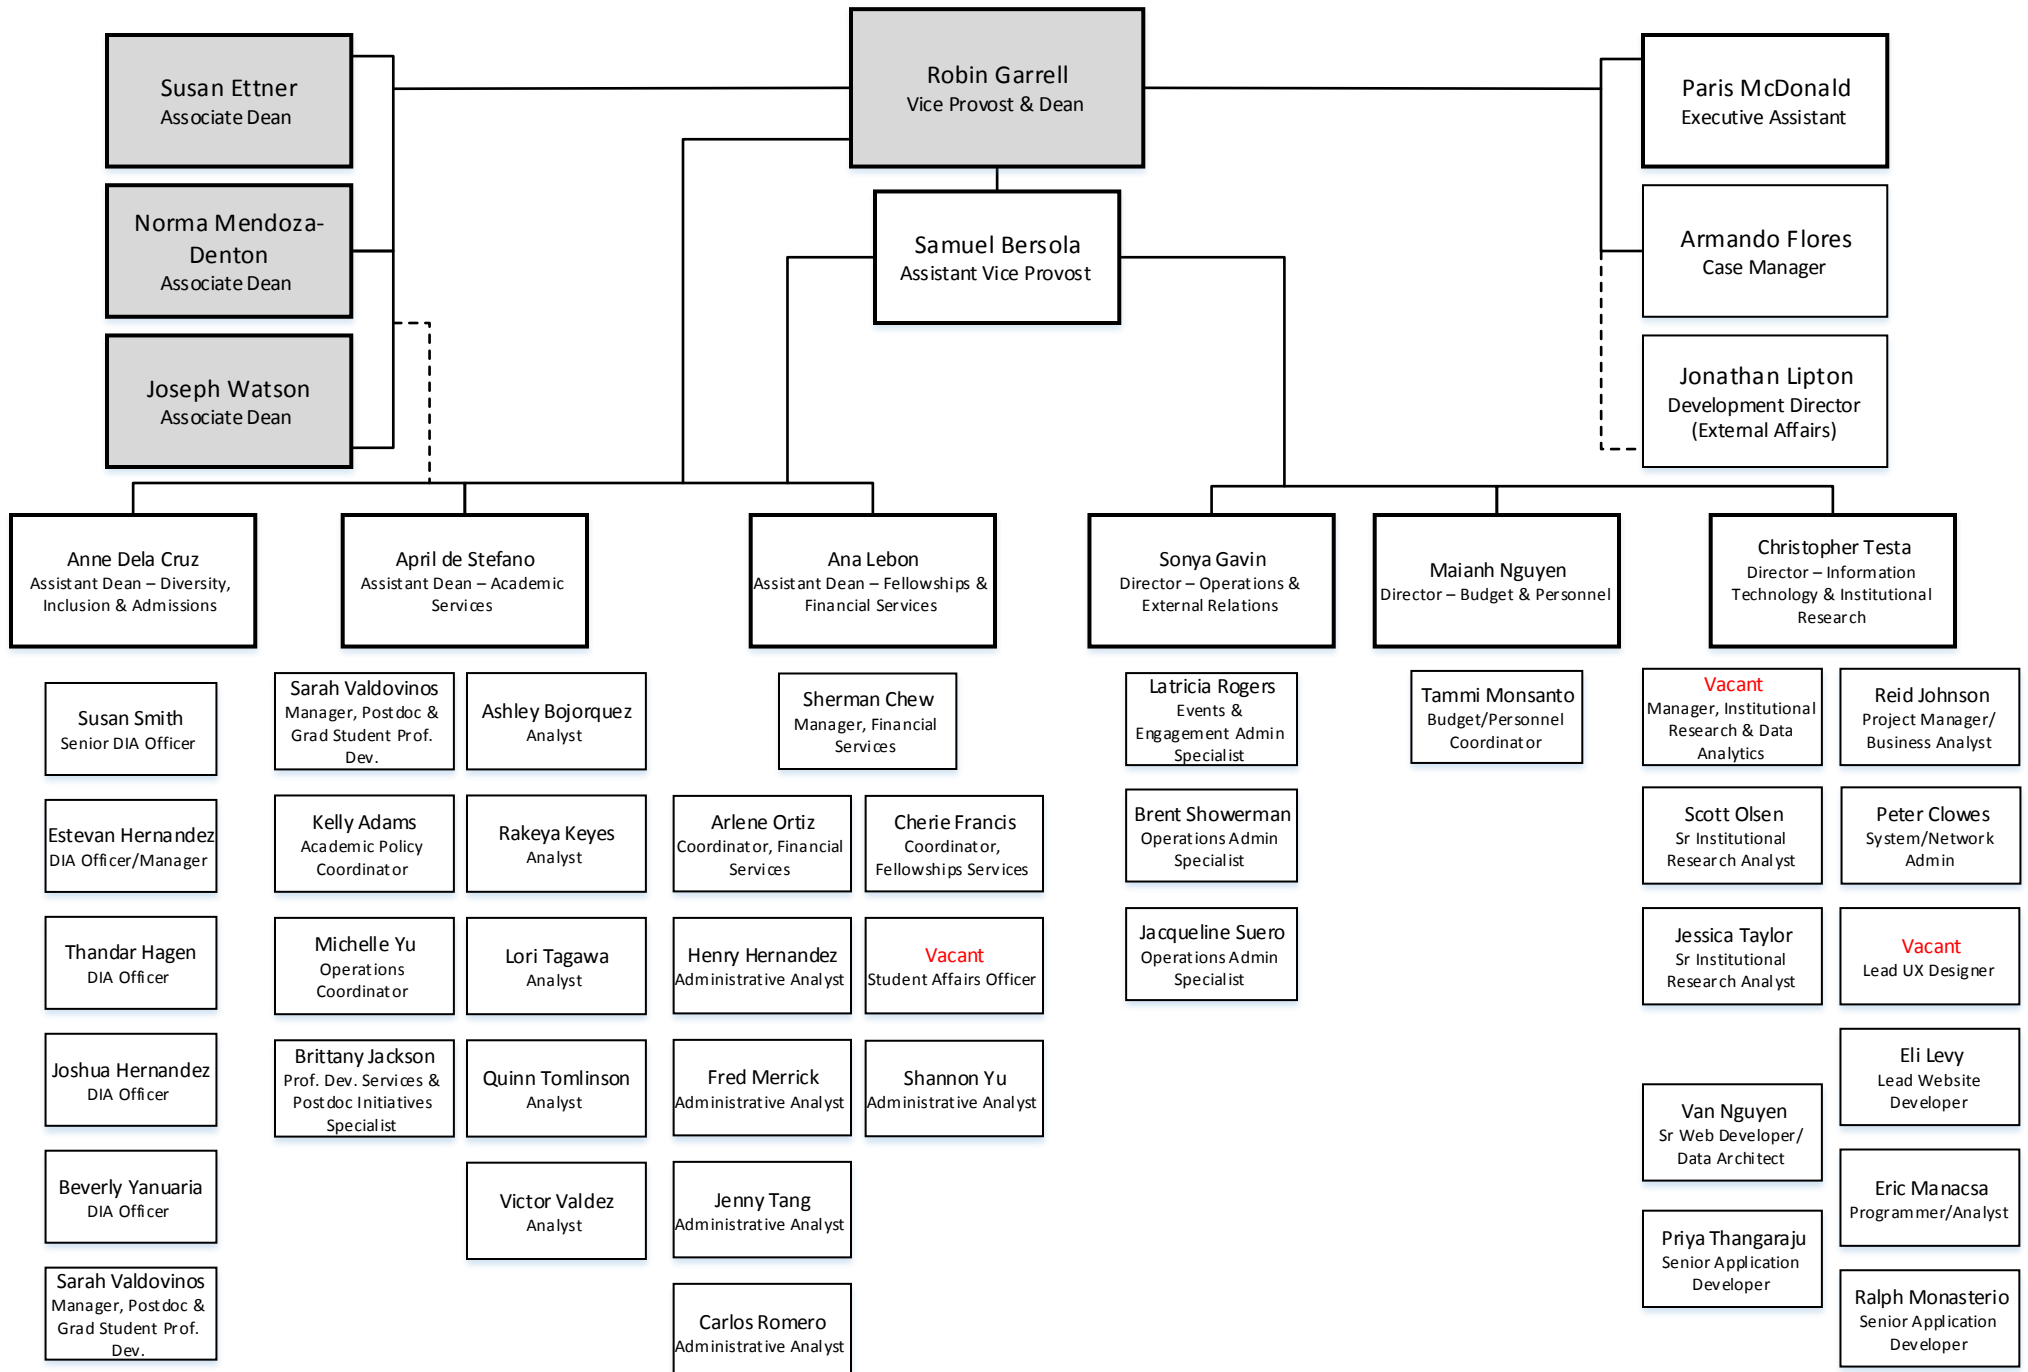 Robin Garrell
Vice Provost & Dean
Susan Ettner
Associate Dean
Norma Mendoza-
Denton
Associate Dean
Joseph Watson
Associate Dean
Samuel Bersola
Assistant Vice Provost
Paris McDonald
Executive Assistant
Armando Flores
Case Manager
Jonathan Lipton
Development Director
(External Affairs)
Anne Dela Cruz
Assistant Dean – Diversity,
Inclusion & Admissions
April de Stefano
Assistant Dean – Academic
Services
Ana Lebon
Assistant Dean – Fellowships &
Financial Services
Sonya Gavin
Director – Operations &
External Relations
Maianh Nguyen
Director – Budget & Personnel
Christopher Testa
Director – Information
Technology & Institutional
Research
Susan Smith
Senior DIA Officer
Estevan Hernandez
DIA Officer/Manager
Thandar Hagen
DIA Officer
Joshua Hernandez
DIA Officer
Beverly Yanuaria
DIA Officer
Sarah Valdovinos
Manager, Postdoc &
Grad Student Prof.
Dev.
Sarah Valdovinos
Manager, Postdoc &
Grad Student Prof.
Dev.
Kelly Adams
Academic Policy
Coordinator
Michelle Yu
Operations
Coordinator
Brittany Jackson
Prof. Dev. Services &
Postdoc Initiatives
Specialist
Ashley Bojorquez
Analyst
Rakeya Keyes
Analyst
Lori Tagawa
Analyst
Quinn Tomlinson
Analyst
Victor Valdez
Analyst
Sherman Chew
Manager, Financial
Services
Arlene Ortiz
Coordinator, Financial
Services
Henry Hernandez
Administrative Analyst
Fred Merrick
Administrative Analyst
Jenny Tang
Administrative Analyst
Carlos Romero
Administrative Analyst
Cherie Francis
Coordinator,
Fellowships Services
Vacant
Student Affairs Officer
Shannon Yu
Administrative Analyst
Latricia Rogers
Events &
Engagement Admin
Specialist
Brent Showerman
Operations Admin
Specialist
Jacqueline Suero
Operations Admin
Specialist
Tammi Monsanto
Budget/Personnel
Coordinator
Vacant
Manager, Institutional
Research & Data
Analytics
Scott Olsen
Sr Institutional
Research Analyst
Jessica Taylor
Sr Institutional
Research Analyst
Van Nguyen
Sr Web Developer/
Data Architect
Priya Thangaraju
Senior Application
Developer
Reid Johnson
Project Manager/
Business Analyst
Peter Clowes
System/Network
Admin
Vacant
Lead UX Designer
Eli Levy
Lead Website
Developer
Eric Manacsa
Programmer/Analyst
Ralph Monasterio
Senior Application
Developer